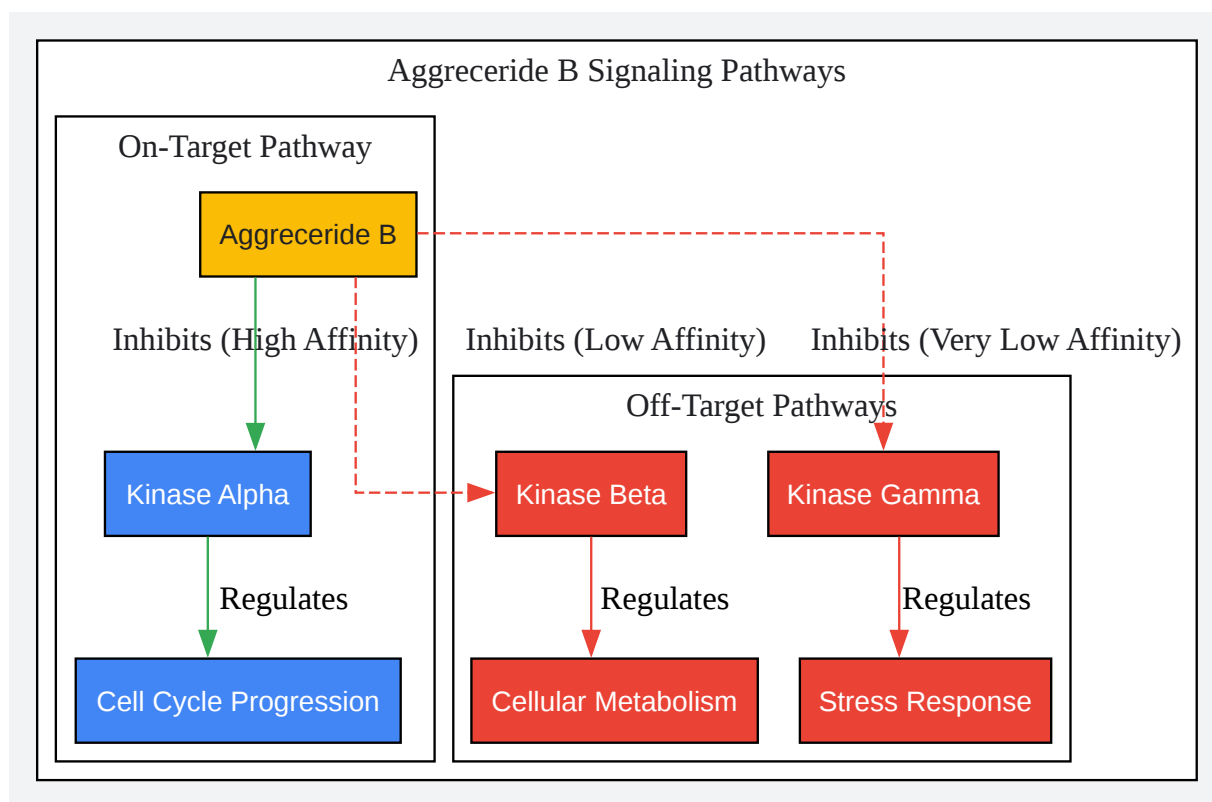 Aggreceride B Signaling Pathways
On-Target Pathway
Aggreceride B
Inhibits (High Affinity)
Inhibits (Low Affinity)
Inhibits (Very Low Affinity)
Off-Target Pathways
Kinase Alpha
Kinase Beta
Kinase Gamma
Regulates
Regulates
Regulates
Cell Cycle Progression
Cellular Metabolism
Stress Response